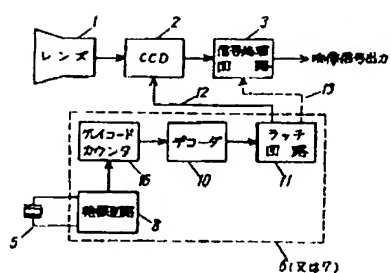 1
2
3
レンズ
CCD
信号処理
回路
映像信号出力
12
13
グレイコード
カウンタ
デコーダ
ラッチ
回路
16
10
11
5
8
6(又は7)